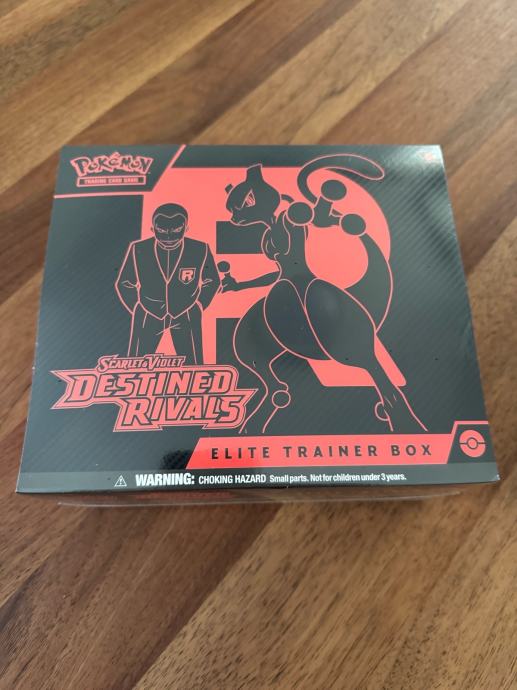 POKéMON
TRADING CARD GAME
R
SCARLET & VIOLET
DESTINED
RIVALS
ELITE TRAINER BOX
WARNING: CHOKING HAZARD Small parts. Not for children under 3 years.